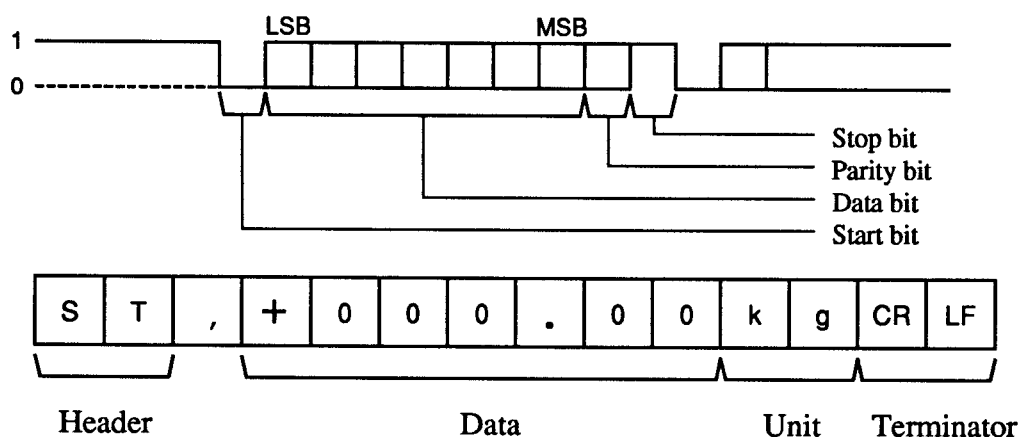 LSB MSB
1
0
Stop bit
Parity bit
Data bit
Start bit
S T , + 0 0 0 . 0 0 k g CR LF
Header Data Unit Terminator